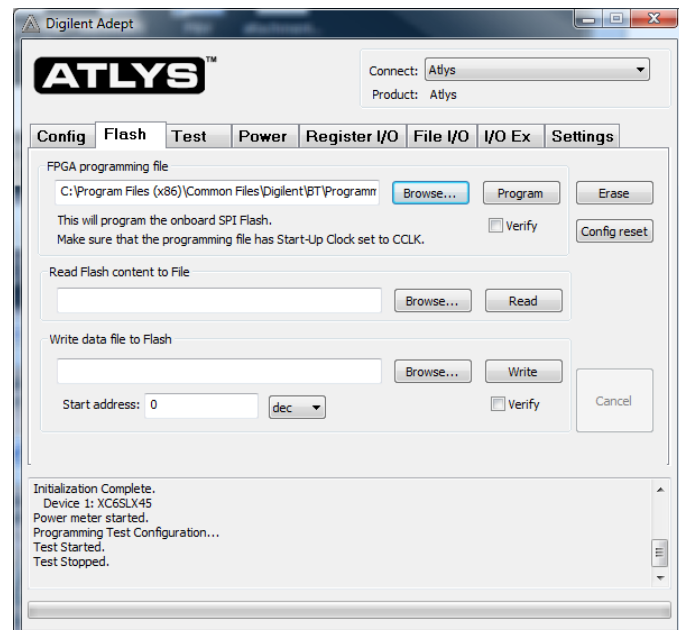 Digilent Adept
ATLYS™
Connect: Atlys
Product: Atlys
Config Flash Test Power Register I/O File I/O I/O Ex Settings
FPGA programming file
C:\Program Files (x86)\Common Files\Digilent\BT\Programm Browse... Program Erase
This will program the onboard SPI Flash.
Verify
Make sure that the programming file has Start-Up Clock set to CCLK.
Config reset
Read Flash content to File
Browse... Read
Write data file to Flash
Browse... Write
Start address: 0 dec Verify
Cancel
Initialization Complete.
Device 1: XC6SLX45
Power meter started.
Programming Test Configuration...
Test Started.
Test Stopped.